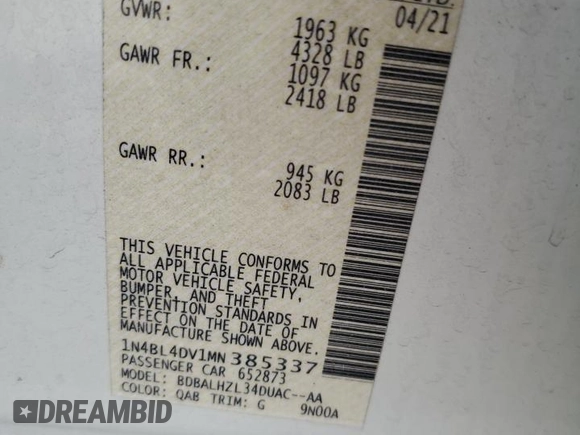 04/21
GVWR: 1963 KG
4328 LB
GAWR FR.: 1097 KG
2418 LB
GAWR RR.: 945 KG
2083 LB
THIS VEHICLE CONFORMS TO
ALL APPLICABLE FEDERAL
MOTOR VEHICLE SAFETY,
BUMPER, AND THEFT
PREVENTION STANDARDS IN
EFFECT ON THE DATE OF
MANUFACTURE SHOWN ABOVE.
1N4BL4DV1MN385337
PASSENGER CAR 652873
MODEL: BDBALHZL34DUAC--AA
COLOR: QAB TRIM: G 9N00A
DREAMBID